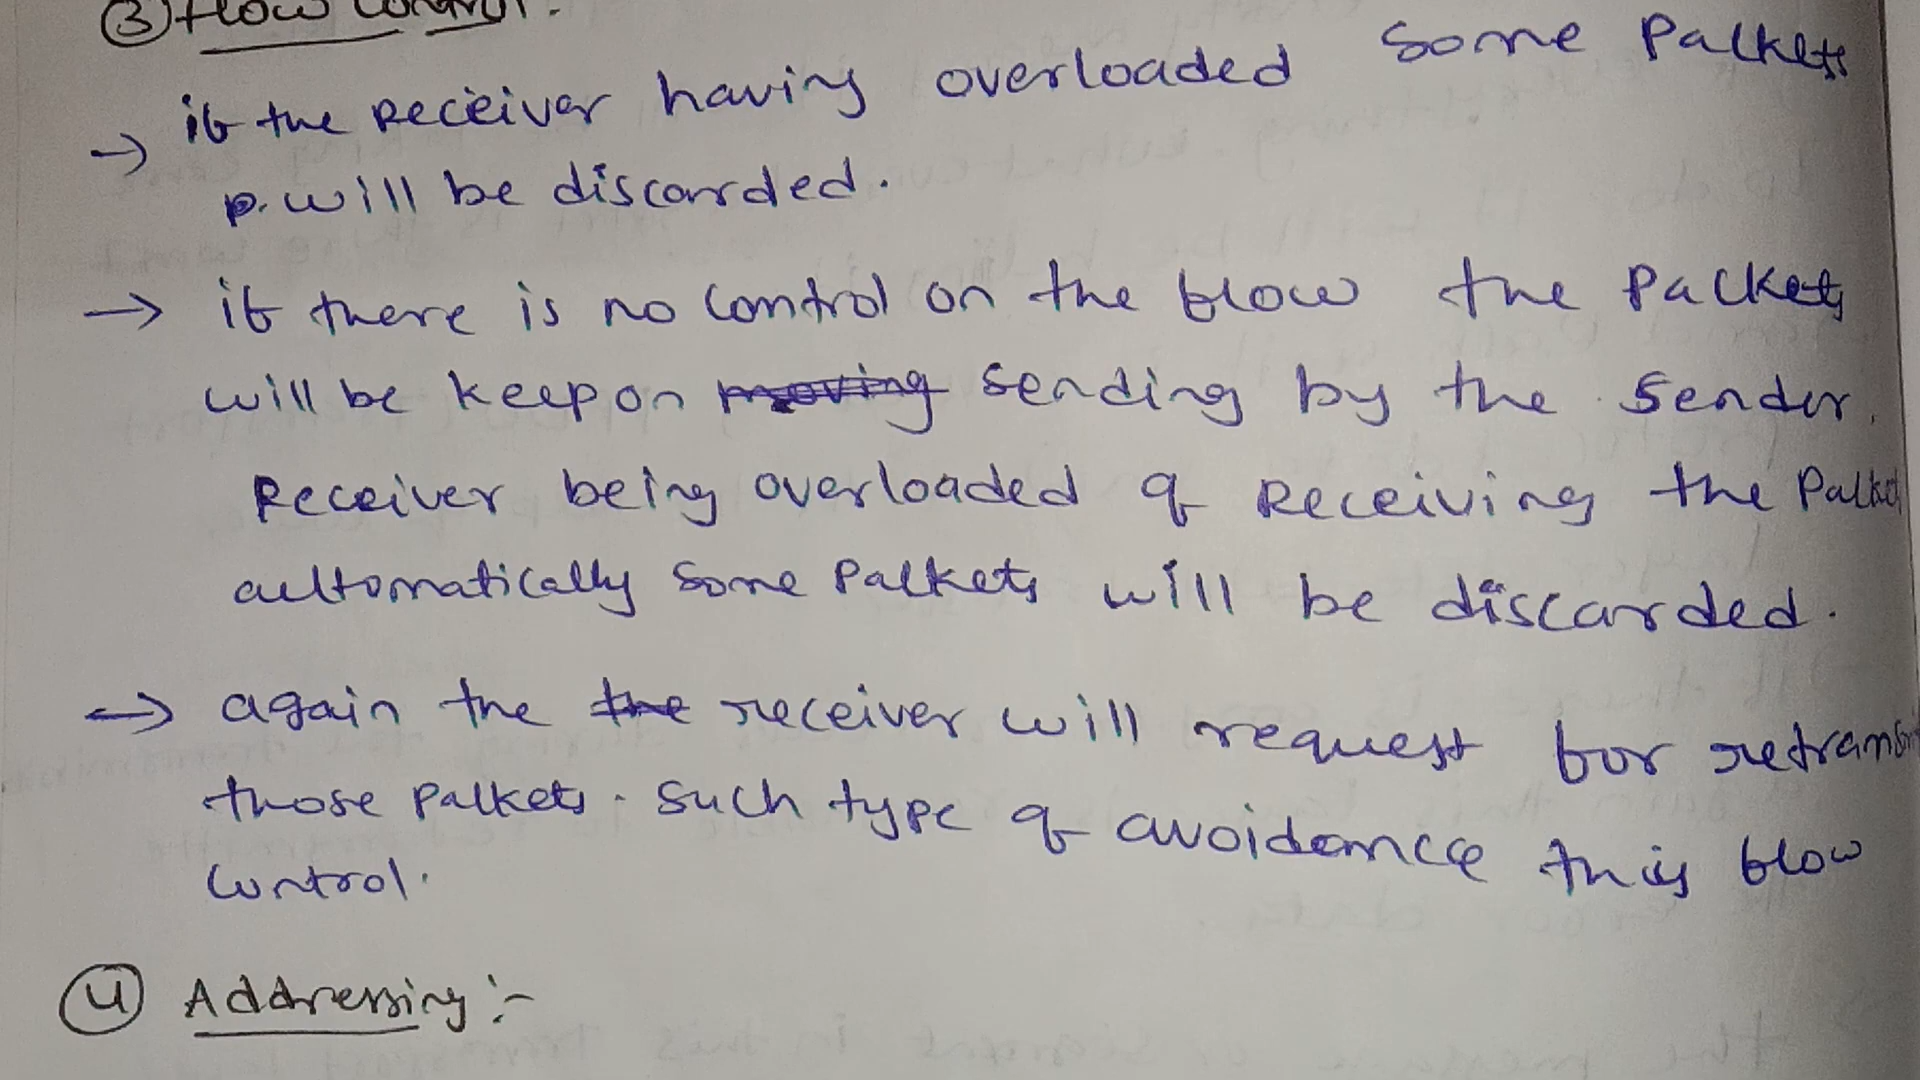 ③ Flow control:
→ if the Receiver having overloaded some Packets
p. will be discarded.
→ if there is no control on the flow the Packets
will be keep on moving sending by the sender.
Receiver being overloaded of Receiving the Packet
aultomatically some Packets will be discarded.
→ again the the receiver will request for retransmit
those Packets. such type of avoidance this flow
control.
④ Addressing :-